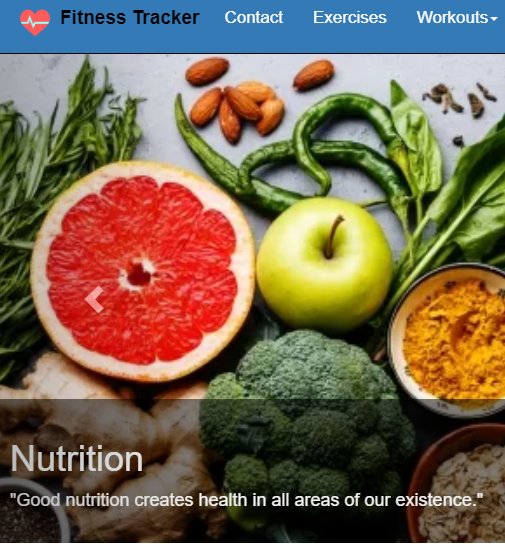 Fitness Tracker Contact Exercises Workouts
Nutrition
"Good nutrition creates health in all areas of our existence."